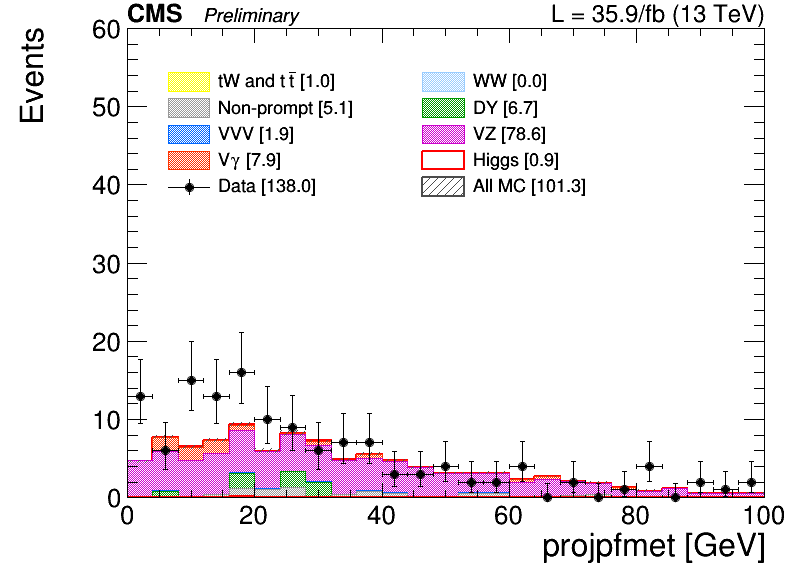 CMS Preliminary L = 35.9/fb (13 TeV)
Events
60
50
40
30
20
10
0
tW and t t̅ [1.0]
Non-prompt [5.1]
VVV [1.9]
Vγ [7.9]
Data [138.0]
WW [0.0]
DY [6.7]
VZ [78.6]
Higgs [0.9]
All MC [101.3]
0 20 40 60 80 100
projpfmet [GeV]